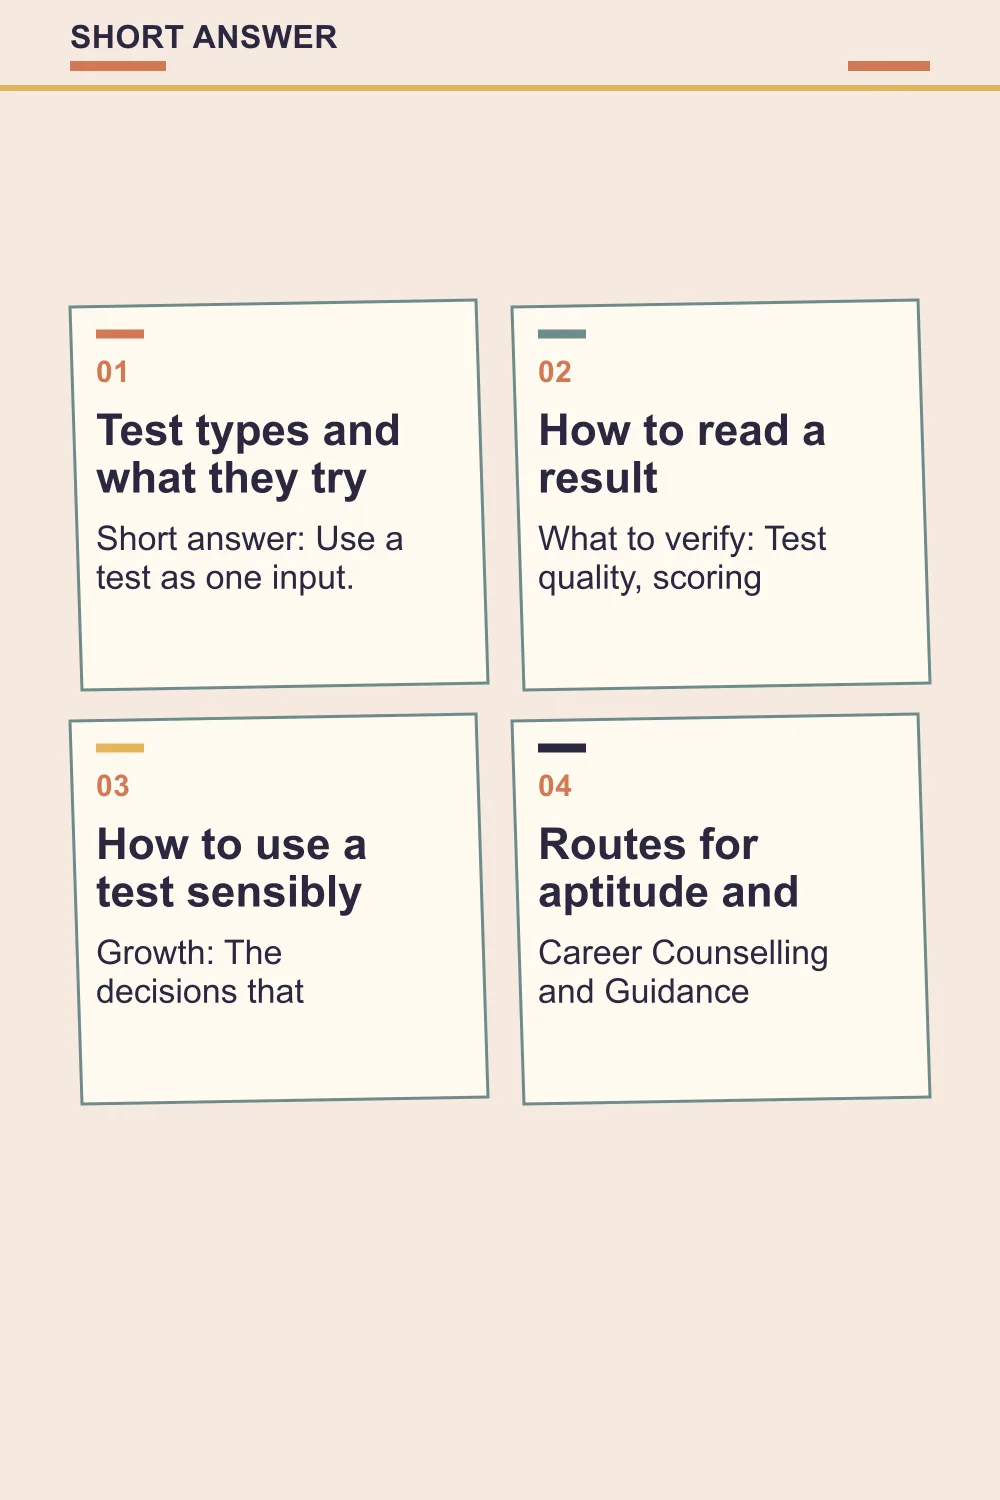 SHORT ANSWER
01
Test types and
what they try
Short answer: Use a
test as one input.
02
How to read a
result
What to verify: Test
quality, scoring
03
How to use a
test sensibly
Growth: The
decisions that
04
Routes for
aptitude and
Career Counselling
and Guidance